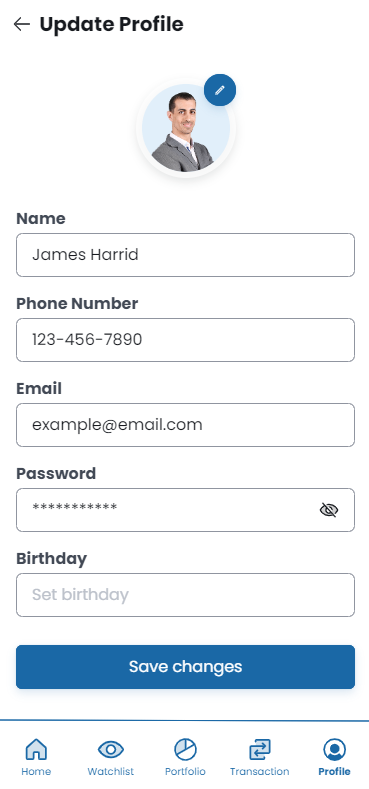 Update Profile
Name
James Harrid
Phone Number
123-456-7890
Email
example@email.com
Password
***********
Birthday
Set birthday
Save changes
Home Watchlist Portfolio Transaction Profile